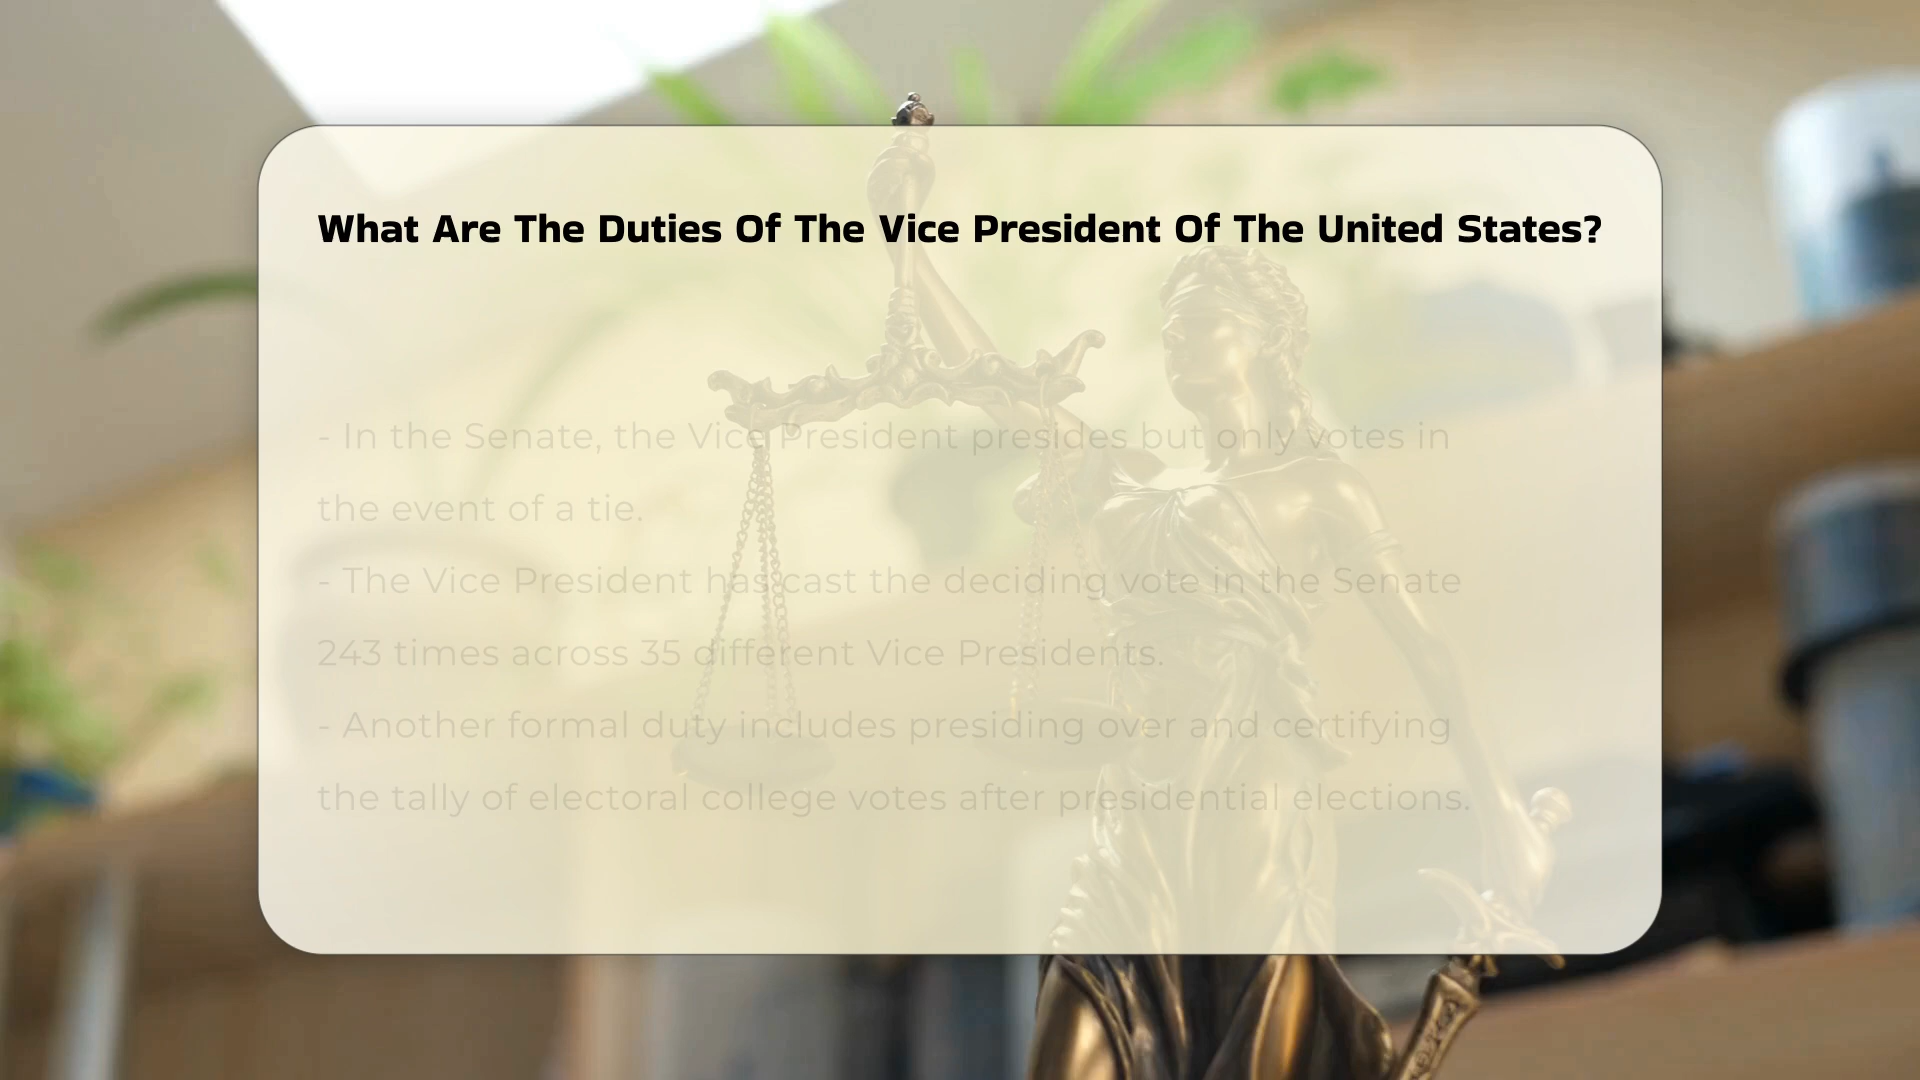 What Are The Duties Of The Vice President Of The United States?
- In the Senate, the Vice President presides but only votes in
the event of a tie.
- The Vice President has cast the deciding vote in the Senate
243 times across 35 different Vice Presidents.
- Another formal duty includes presiding over and certifying
the tally of electoral college votes after presidential elections.